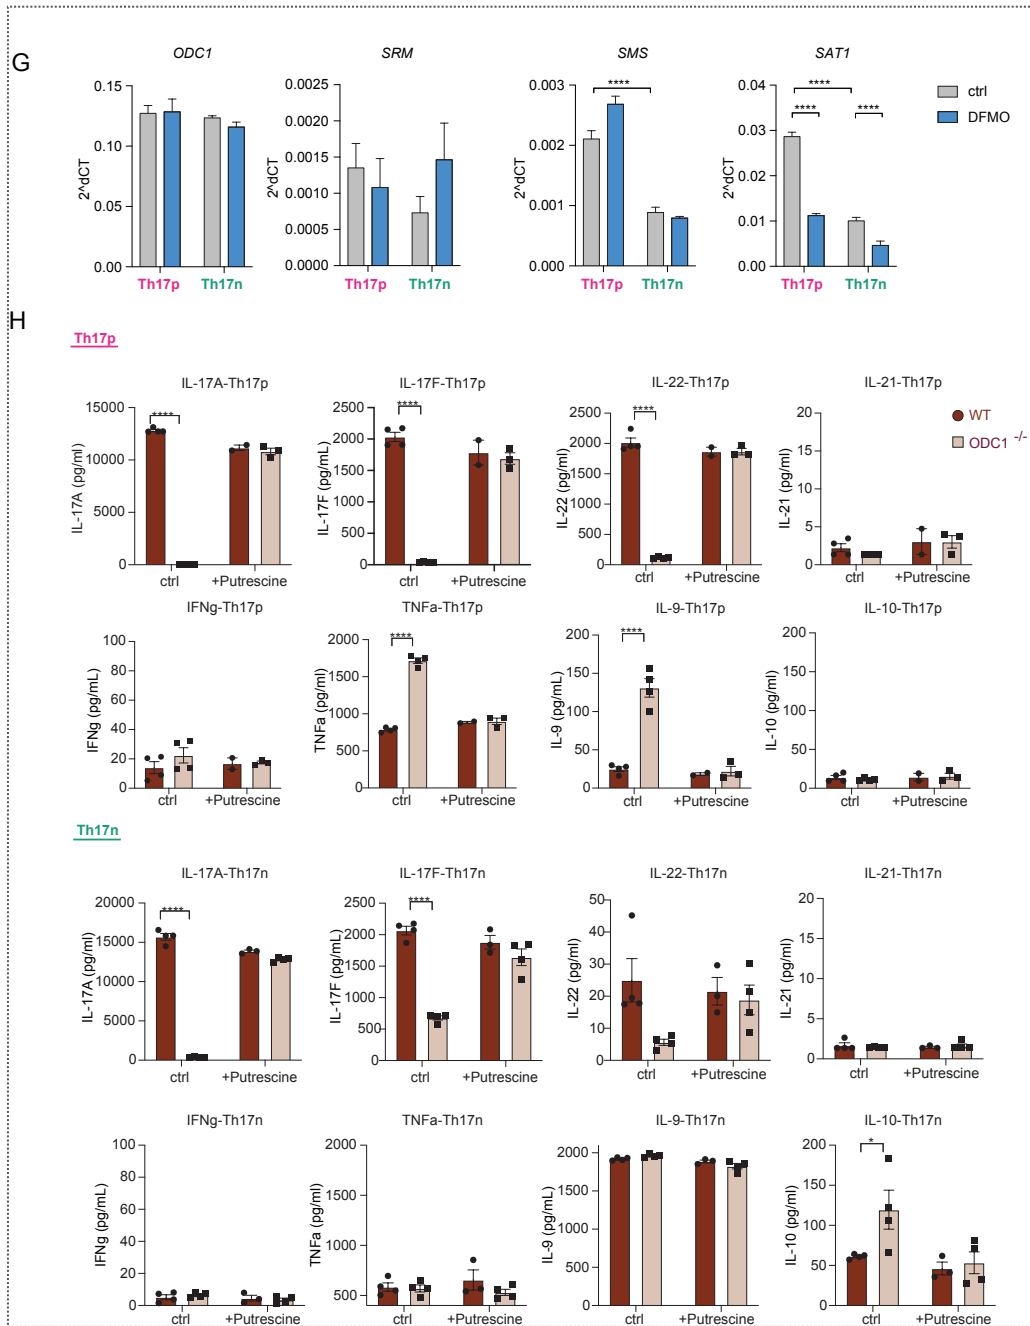 G
ODC1
SRM
SMS
SAT1
2^dCT
0.15
0.10
0.05
0.00
Th17p
Th17n
2^dCT
0.0025
0.0020
0.0015
0.0010
0.0005
0.0000
Th17p
Th17n
2^dCT
0.003
0.002
0.001
0.000
****
Th17p
Th17n
2^dCT
0.04
0.03
0.02
0.01
0.00
****
****
****
Th17p
Th17n
ctrl
DFMO
H
Th17p
IL-17A-Th17p
IL-17A (pg/mL)
15000
10000
5000
0
****
ctrl
+Putrescine
IL-17F-Th17p
IL-17F (pg/mL)
2500
2000
1500
1000
500
0
****
ctrl
+Putrescine
IL-22-Th17p
IL-22 (pg/mL)
2500
2000
1500
1000
500
0
****
ctrl
+Putrescine
IL-21-Th17p
IL-21 (pg/mL)
20
15
10
5
0
ctrl
+Putrescine
WT
ODC1 -/-
IFNg-Th17p
IFNg (pg/mL)
100
80
60
40
20
0
ctrl
+Putrescine
TNFa-Th17p
TNFa (pg/ml)
2000
1500
1000
500
0
****
ctrl
+Putrescine
IL-9-Th17p
IL-9 (pg/mL)
200
150
100
50
0
****
ctrl
+Putrescine
IL-10-Th17p
IL-10 (pg/mL)
200
150
100
50
0
ctrl
+Putrescine
Th17n
IL-17A-Th17n
IL-17A (pg/ml)
20000
15000
10000
5000
0
****
ctrl
+Putrescine
IL-17F-Th17n
IL-17F (pg/ml)
2500
2000
1500
1000
500
0
****
ctrl
+Putrescine
IL-22-Th17n
IL-22 (pg/ml)
50
40
30
20
10
0
ctrl
+Putrescine
IL-21-Th17n
IL-21 (pg/ml)
20
15
10
5
0
ctrl
+Putrescine
IFNg-Th17n
IFNg (pg/mL)
100
80
60
40
20
0
ctrl
+Putrescine
TNFa-Th17n
TNFa (pg/ml)
2000
1500
1000
500
ctrl
+Putrescine
IL-9-Th17n
IL-9 (pg/ml)
2000
1500
1000
500
0
ctrl
+Putrescine
IL-10-Th17n
IL-10 (pg/ml)
200
150
100
50
0
*
ctrl
+Putrescine